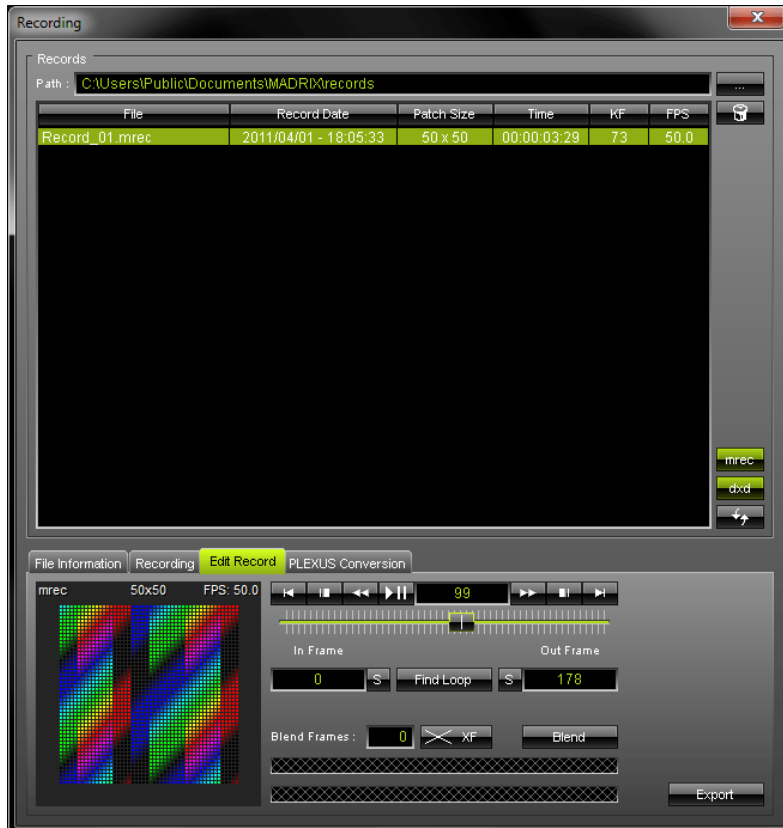 Recording
x
Records
Path : C:\Users\Public\Documents\MADRIX\records ...
File Record Date Patch Size Time KF FPS
Record_01.mrec 2011/04/01 - 18:05:33 50 x 50 00:00:03:29 73 50.0
mrec
dxd
File Information Recording Edit Record PLEXUS Conversion
mrec 50x50 FPS: 50.0 99
In Frame Out Frame
0 S Find Loop S 178
Blend Frames : 0 XF Blend
Export